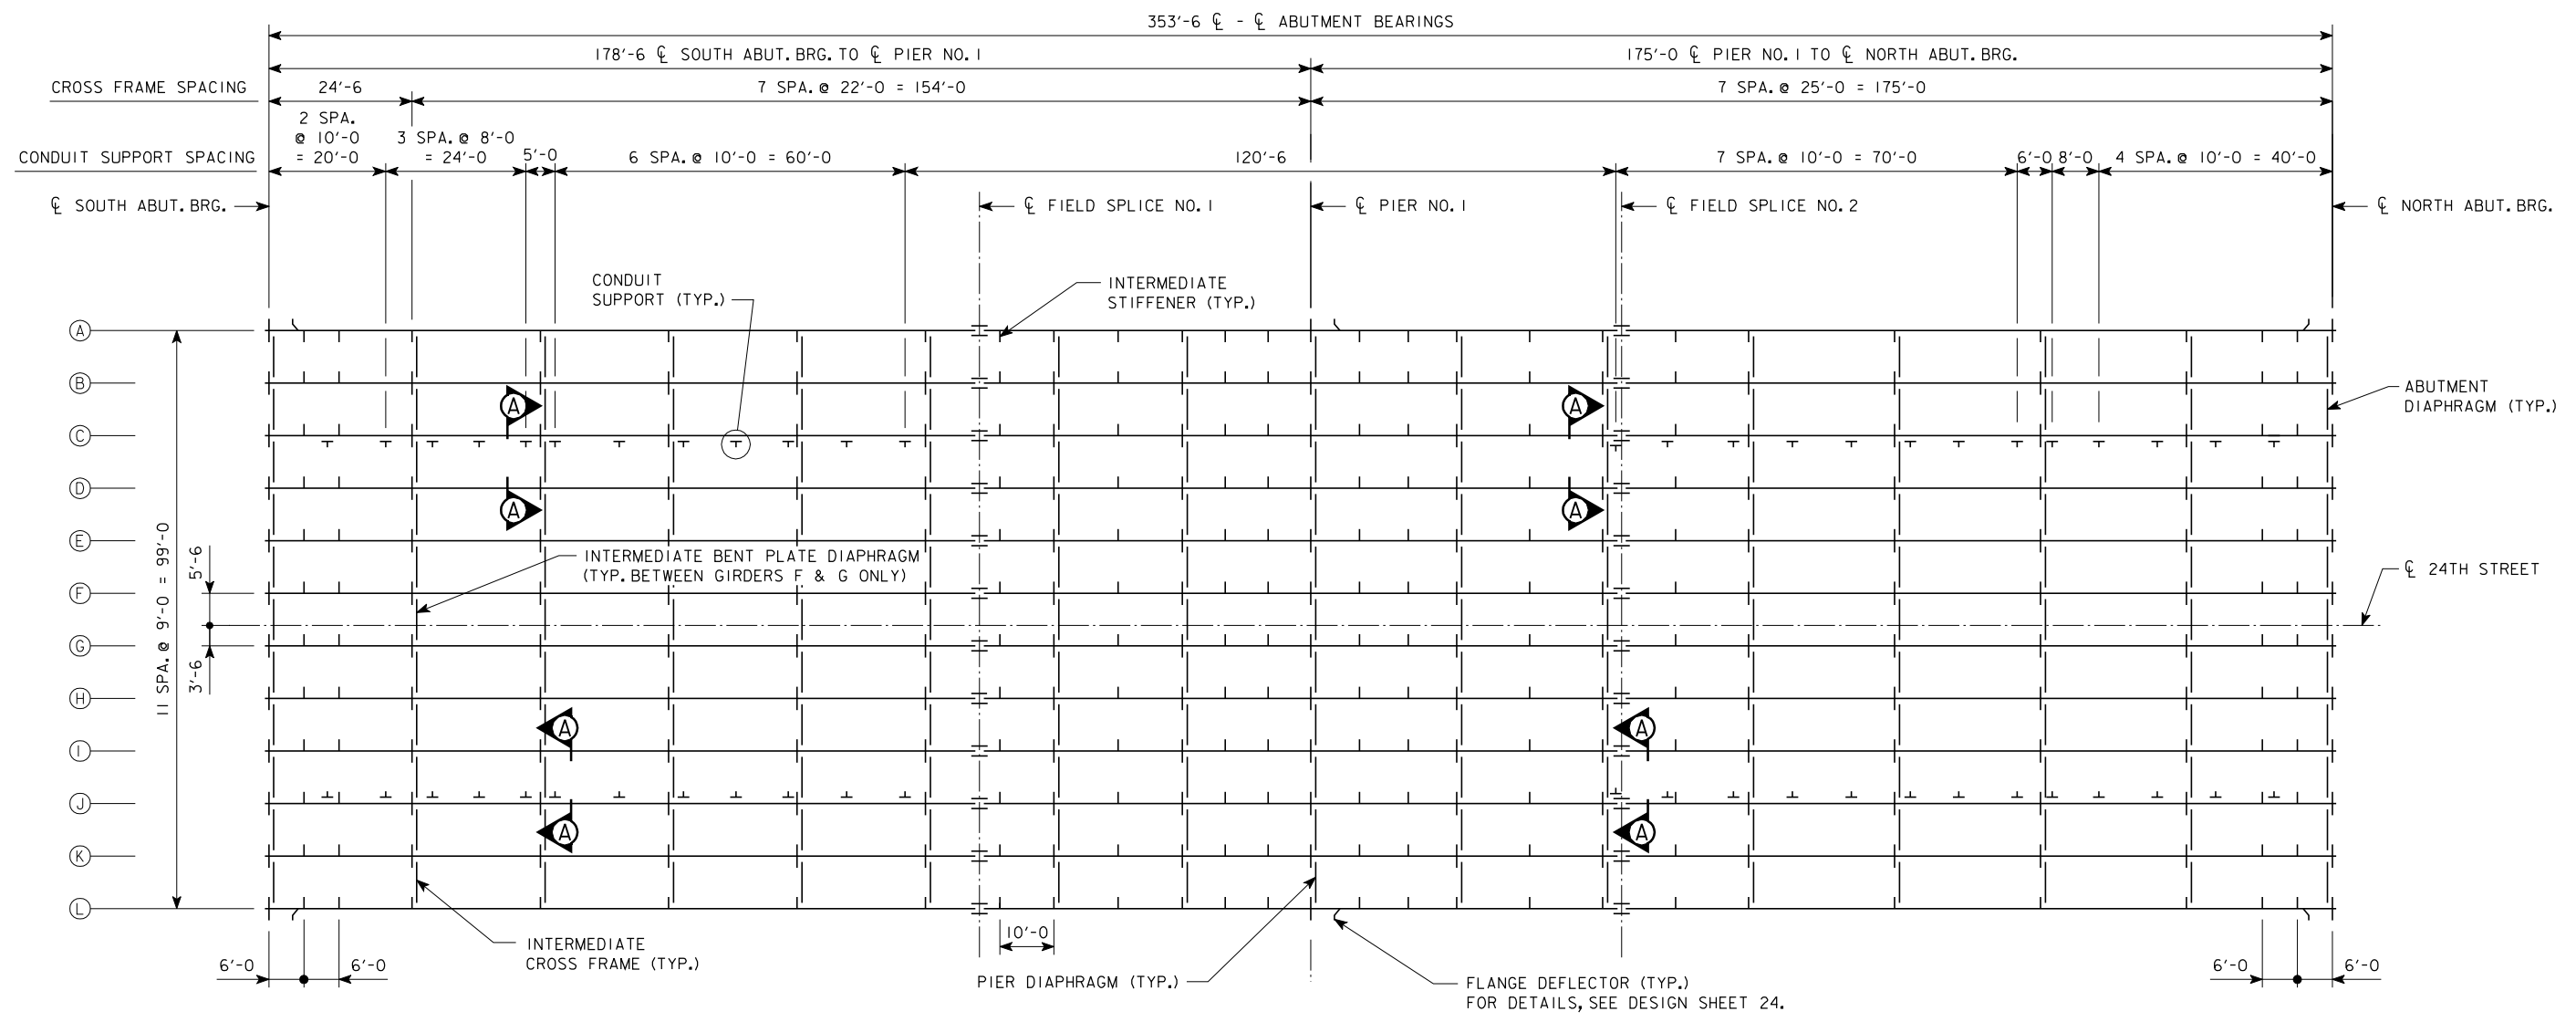 353'-6 ℄ - ℄ ABUTMENT BEARINGS
178'-6 ℄ SOUTH ABUT. BRG. TO ℄ PIER NO. 1
175'-0 ℄ PIER NO. 1 TO ℄ NORTH ABUT. BRG.
CROSS FRAME SPACING
24'-6
7 SPA. @ 22'-0 = 154'-0
7 SPA. @ 25'-0 = 175'-0
2 SPA.
@ 10'-0
= 20'-0
3 SPA. @ 8'-0
= 24'-0
CONDUIT SUPPORT SPACING
5'-0
6 SPA. @ 10'-0 = 60'-0
120'-6
7 SPA. @ 10'-0 = 70'-0
6'-0
8'-0
4 SPA. @ 10'-0 = 40'-0
℄ SOUTH ABUT. BRG.
℄ FIELD SPLICE NO. 1
℄ PIER NO. 1
℄ FIELD SPLICE NO. 2
℄ NORTH ABUT. BRG.
CONDUIT
SUPPORT (TYP.)
INTERMEDIATE
STIFFENER (TYP.)
A
B
C
D
E
F
G
H
I
J
K
L
A
A
A
A
A
A
A
A
ABUTMENT
DIAPHRAGM (TYP.)
11 SPA. @ 9'-0 = 99'-0
5'-6
3'-6
INTERMEDIATE BENT PLATE DIAPHRAGM
(TYP. BETWEEN GIRDERS F & G ONLY)
℄ 24TH STREET
INTERMEDIATE
CROSS FRAME (TYP.)
10'-0
6'-0
6'-0
PIER DIAPHRAGM (TYP.)
FLANGE DEFLECTOR (TYP.)
FOR DETAILS, SEE DESIGN SHEET 24.
6'-0
6'-0